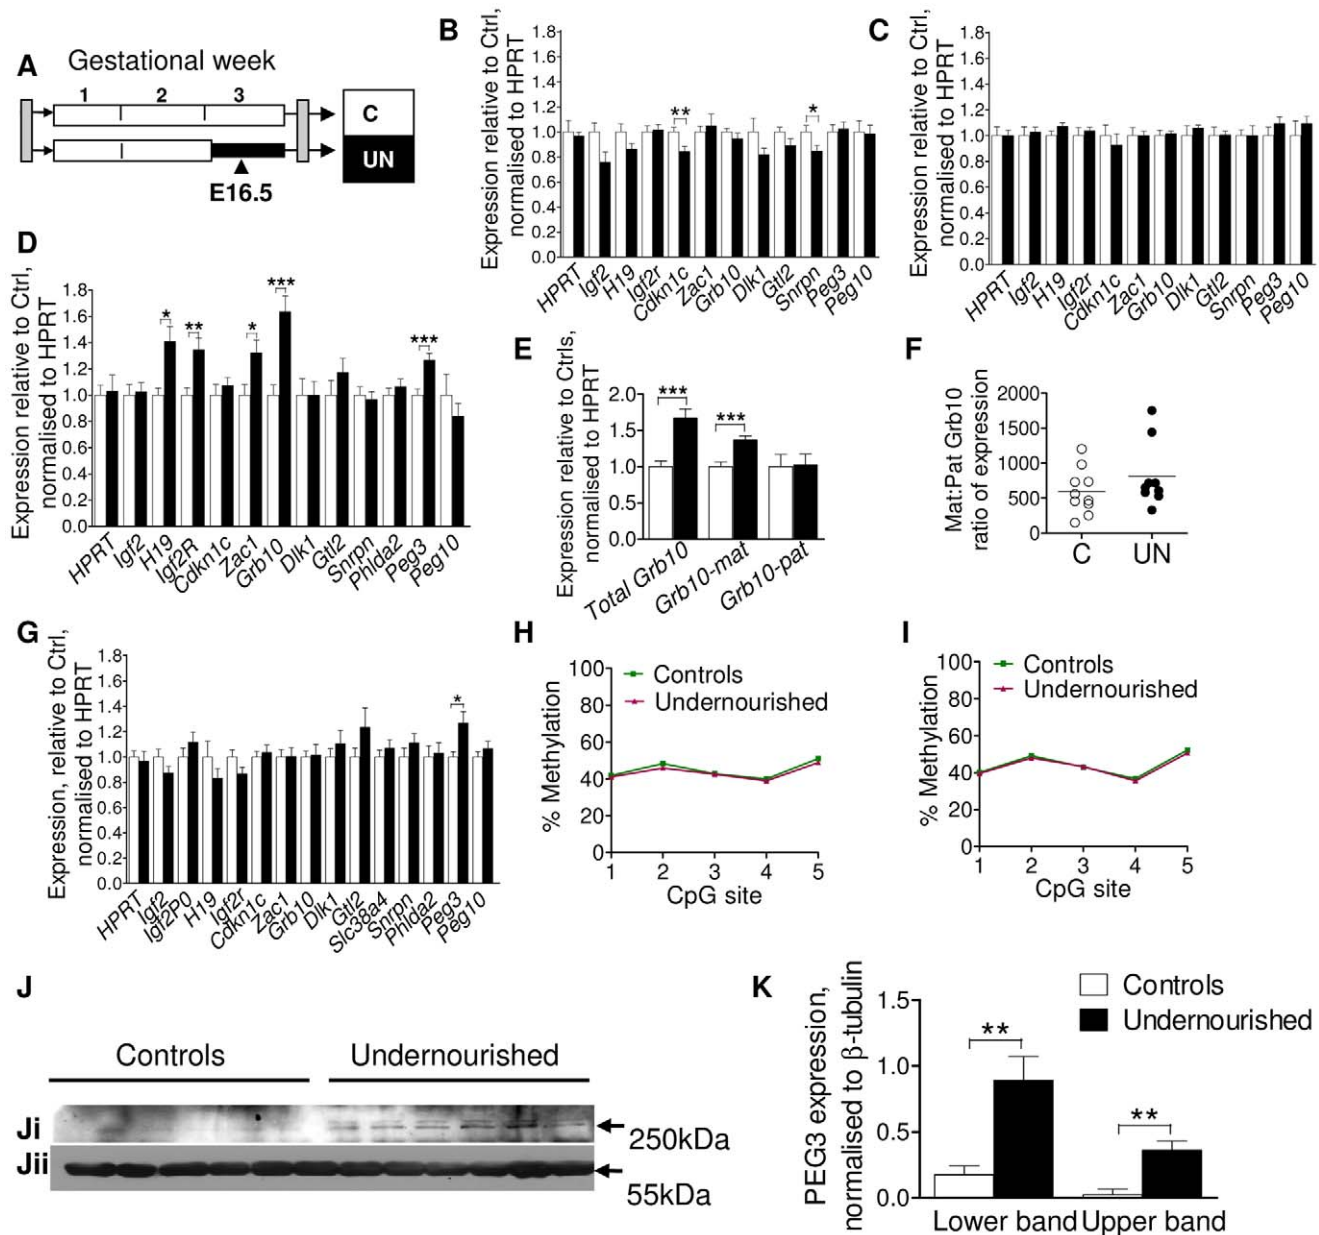 A
Gestational week
1 2 3
C
UN
E16.5
B
Expression relative to Ctrl,
normalised to HPRT
1.8
1.6
1.4
1.2
1.0
0.8
0.6
0.4
0.2
0.0
**
*
HPRT Igf2 H19 Igf2r Cdkn1c Zac1 Grb10 Dlk1 Gtl2 Snrpn Peg3 Peg10
C
Expression relative to Ctrl,
normalised to HPRT
1.8
1.6
1.4
1.2
1.0
0.8
0.6
0.4
0.2
0.0
HPRT Igf2 H19 Igf2r Cdkn1c Zac1 Grb10 Dlk1 Gtl2 Snrpn Peg3 Peg10
D
Expression relative to Ctrl,
normalised to HPRT
1.8
1.6
1.4
1.2
1.0
0.8
0.6
0.4
0.2
0.0
* ** * *** ***
HPRT Igf2 H19 Igf2R Cdkn1c Zac1 Grb10 Dlk1 Gtl2 Snrpn Phlda2 Peg3 Peg10
E
Expression relative to Ctrls,
normalised to HPRT
2.0
1.5
1.0
0.5
0.0
***
***
Total Grb10 Grb10-mat Grb10-pat
F
Mat:Pat Grb10
ratio of expression
2000
1500
1000
500
0
C UN
G
Expression, relative to Ctrl,
normalised to HPRT
1.8
1.6
1.4
1.2
1.0
0.8
0.6
0.4
0.2
0.0
*
HPRT Igf2 Igf2P0 H19 Igf2r Cdkn1c Zac1 Grb10 Dlk1 Gtl2 Slc38a4 Snrpn Phlda2 Peg3 Peg10
H
% Methylation
100
80
60
40
20
0
Controls
Undernourished
1 2 3 4 5
CpG site
I
% Methylation
100
80
60
40
20
0
Controls
Undernourished
1 2 3 4 5
CpG site
J
Controls Undernourished
Ji
250kDa
Jii
55kDa
K
PEG3 expression,
normalised to β-tubulin
1.5
1.0
0.5
0.0
Controls
Undernourished
**
**
Lower band Upper band